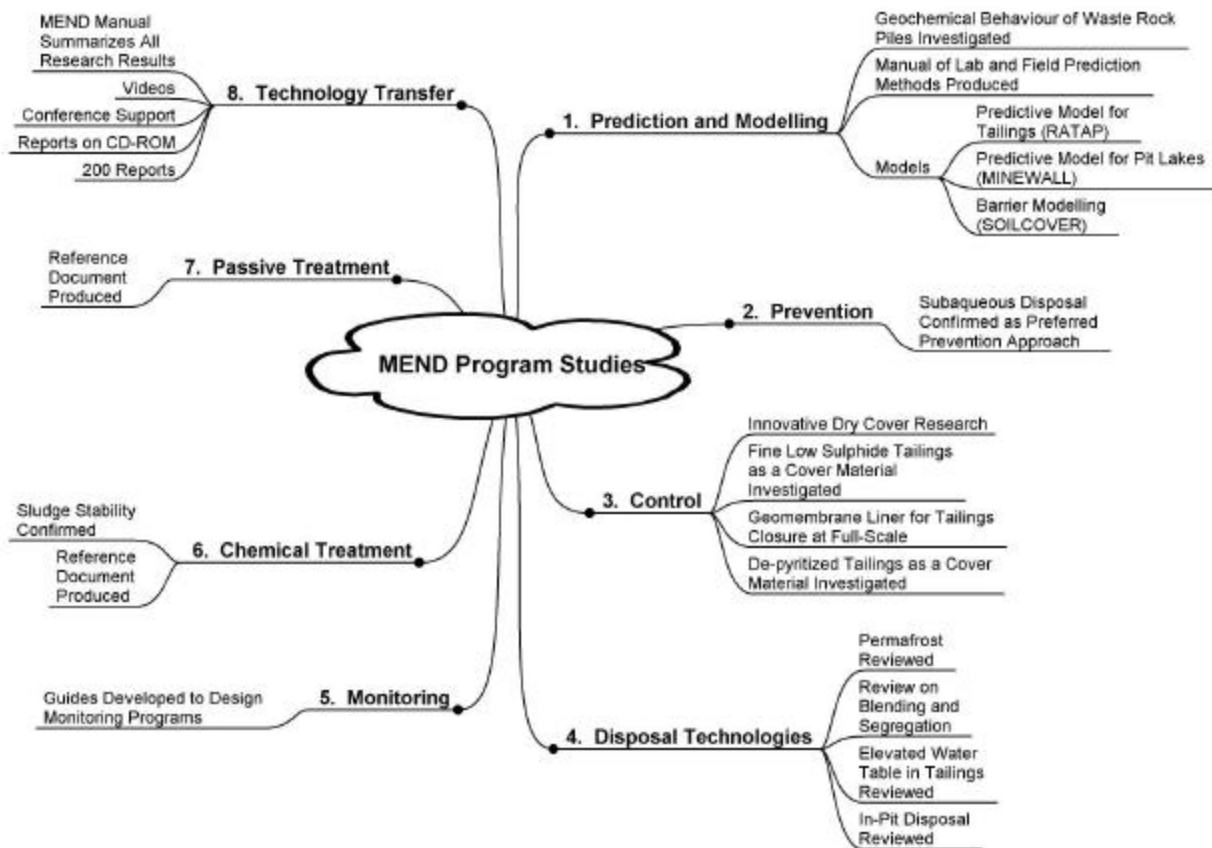 MEND Program Studies
1. Prediction and Modelling
Geochemical Behaviour of Waste Rock
Piles Investigated
Manual of Lab and Field Prediction
Methods Produced
Models
Predictive Model for
Tailings (RATAP)
Predictive Model for Pit Lakes
(MINEWALL)
Barrier Modelling
(SOILCOVER)
2. Prevention
Subaqueous Disposal
Confirmed as Preferred
Prevention Approach
3. Control
Innovative Dry Cover Research
Fine Low Sulphide Tailings
as a Cover Material
Investigated
Geomembrane Liner for Tailings
Closure at Full-Scale
De-pyritized Tailings as a Cover
Material Investigated
4. Disposal Technologies
Permafrost
Reviewed
Review on
Blending and
Segregation
Elevated Water
Table in Tailings
Reviewed
In-Pit Disposal
Reviewed
5. Monitoring
Guides Developed to Design
Monitoring Programs
6. Chemical Treatment
Sludge Stability
Confirmed
Reference
Document
Produced
7. Passive Treatment
Reference
Document
Produced
8. Technology Transfer
MEND Manual
Summarizes All
Research Results
Videos
Conference Support
Reports on CD-ROM
200 Reports